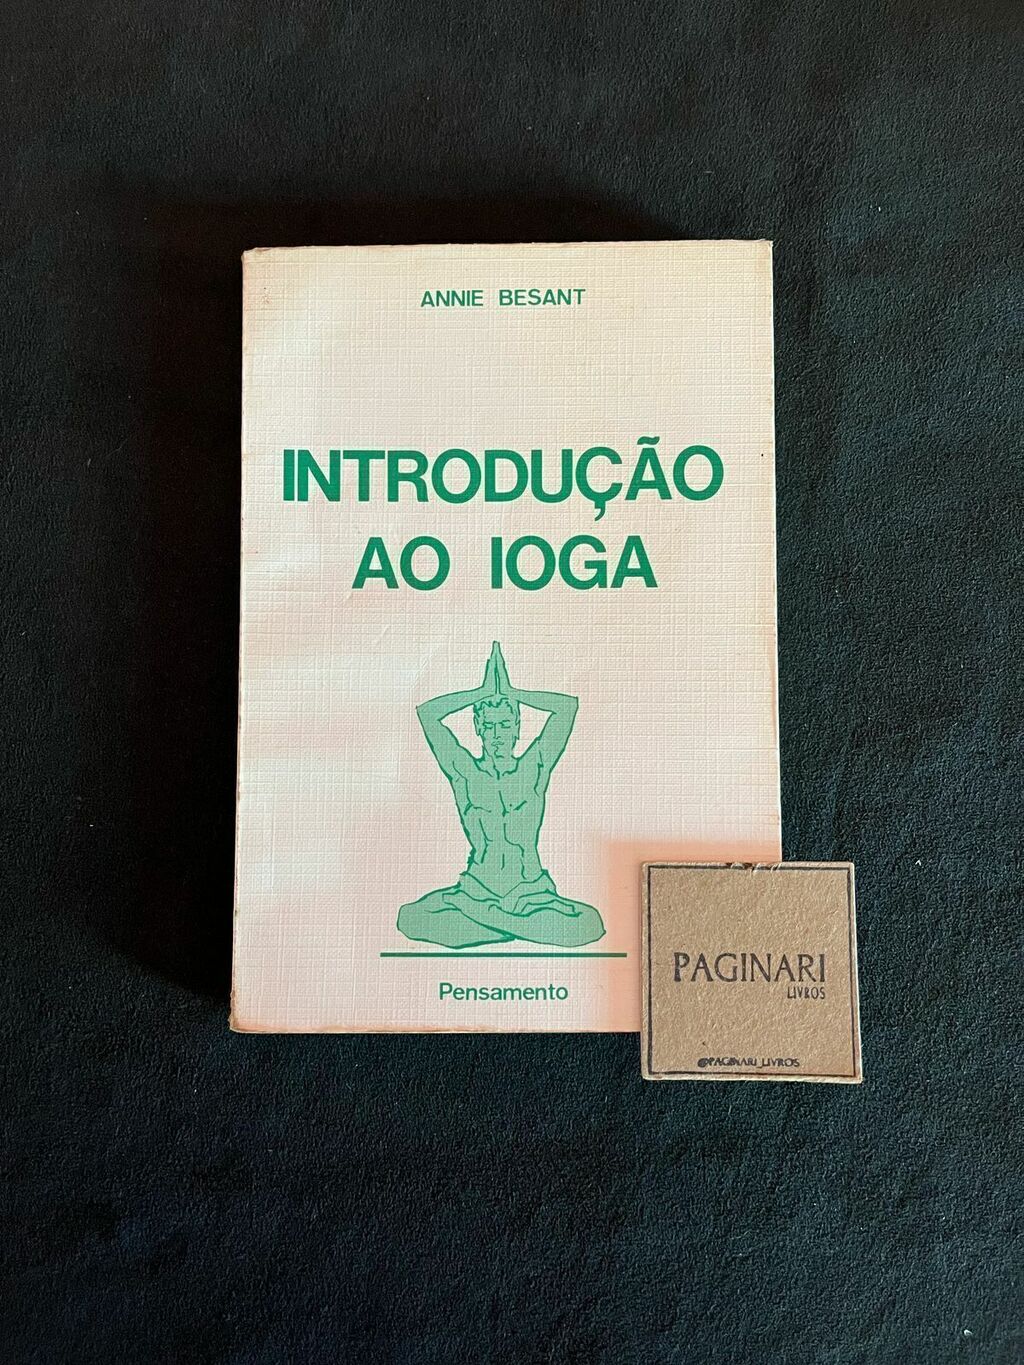 ANNIE BESANT
INTRODUÇÃO
AO IOGA
Pensamento
PAGINARI
LIVROS
@PAGINARI_LIVROS